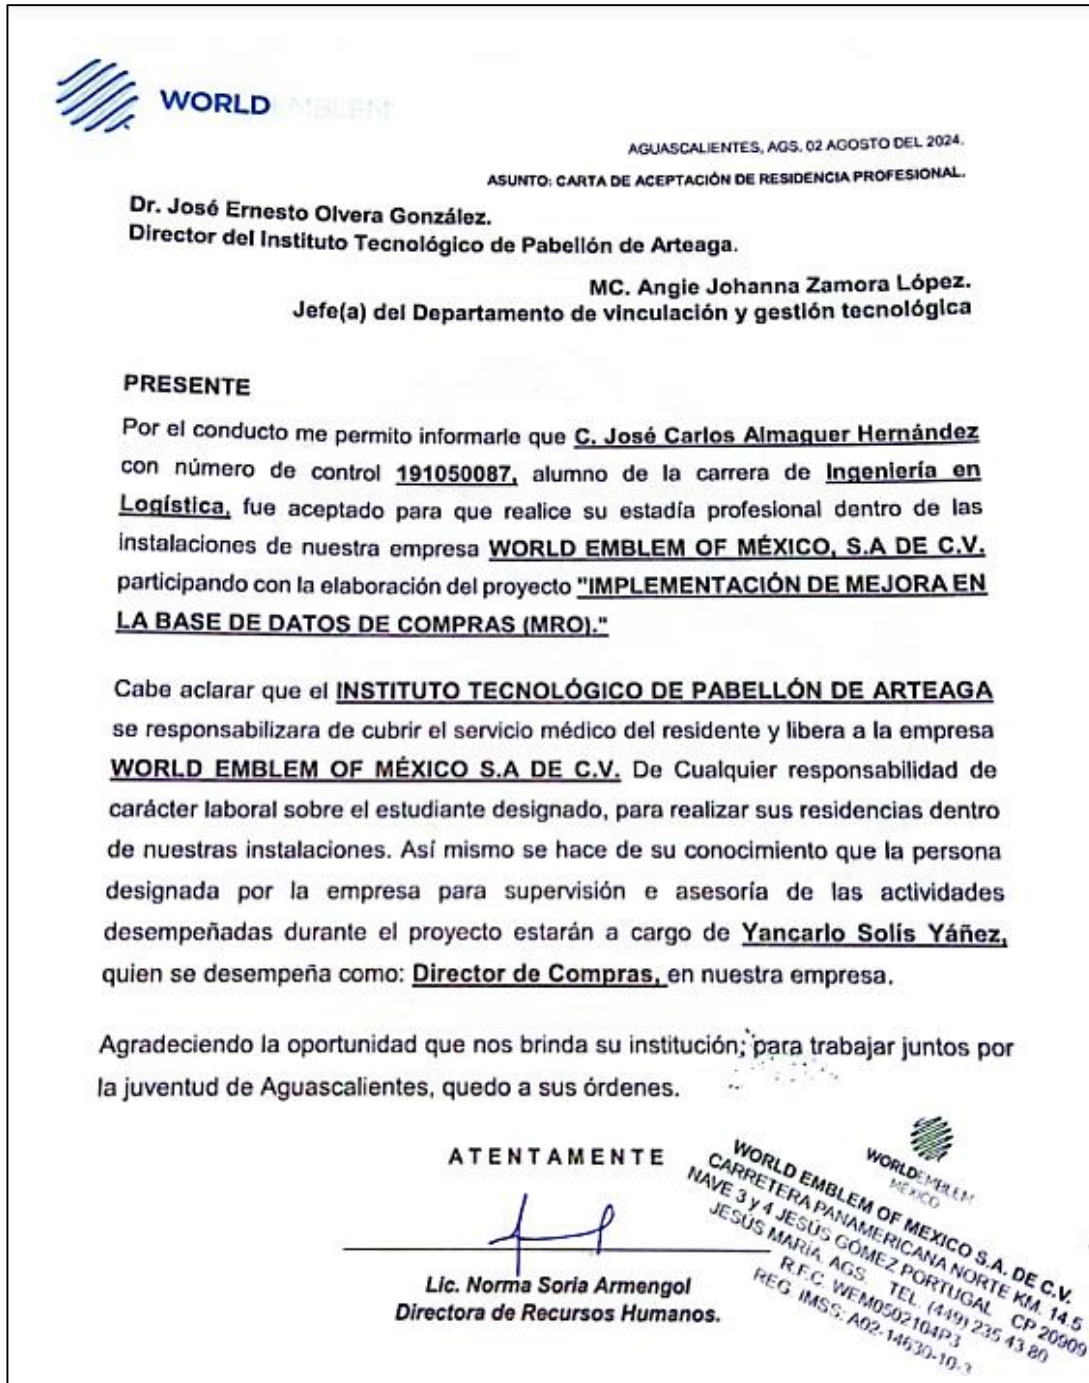 WORLD EMBLEM
AGUASCALIENTES, AGS, 02 AGOSTO DEL 2024.
ASUNTO: CARTA DE ACEPTACIÓN DE RESIDENCIA PROFESIONAL.
Dr. José Ernesto Olvera González.
Director del Instituto Tecnológico de Pabellón de Arteaga.
MC. Angie Johanna Zamora López.
Jefe(a) del Departamento de vinculación y gestión tecnológica
PRESENTE
Por el conducto me permito informarle que C. José Carlos Almaguer Hernández
con número de control 191050087, alumno de la carrera de Ingeniería en
Logística, fue aceptado para que realice su estadía profesional dentro de las
instalaciones de nuestra empresa WORLD EMBLEM OF MÉXICO, S.A DE C.V.
participando con la elaboración del proyecto "IMPLEMENTACIÓN DE MEJORA EN
LA BASE DE DATOS DE COMPRAS (MRO)."
Cabe aclarar que el INSTITUTO TECNOLÓGICO DE PABELLÓN DE ARTEAGA
se responsabilizara de cubrir el servicio médico del residente y libera a la empresa
WORLD EMBLEM OF MÉXICO S.A DE C.V. De Cualquier responsabilidad de
carácter laboral sobre el estudiante designado, para realizar sus residencias dentro
de nuestras instalaciones. Así mismo se hace de su conocimiento que la persona
designada por la empresa para supervisión e asesoría de las actividades
desempeñadas durante el proyecto estarán a cargo de Yancarlo Solís Yáñez,
quien se desempeña como: Director de Compras, en nuestra empresa.
Agradeciendo la oportunidad que nos brinda su institución; para trabajar juntos por
la juventud de Aguascalientes, quedo a sus órdenes.
ATENTAMENTE
Lic. Norma Soria Armengol
Directora de Recursos Humanos.
WORLDEMBLEM
MÉXICO
WORLD EMBLEM OF MEXICO S.A. DE C.V.
CARRETERA PANAMERICANA NORTE KM. 14.5
NAVE 3 y 4 JESÚS GÓMEZ PORTUGAL CP 20909
JESÚS MARÍA, AGS. TEL. (449) 235 43 80
R.F.C. WEM0502104P3
REG. IMSS: A02-14630-10-3